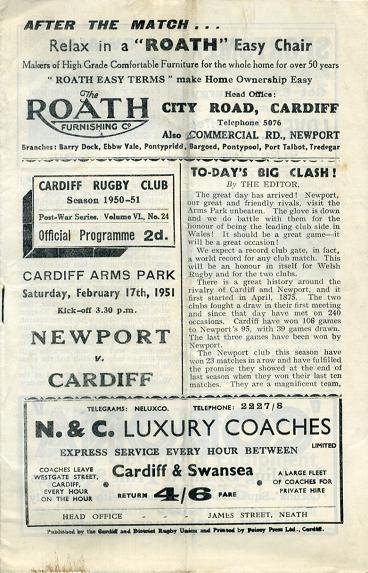 AFTER THE MATCH . . .
Relax in a "ROATH" Easy Chair
Makers of High Grade Comfortable Furniture for the whole home for over 50 years
"ROATH EASY TERMS" make Home Ownership Easy
The
ROATH
FURNISHING Co
Head Office:
CITY ROAD, CARDIFF
Telephone 5076
Also COMMERCIAL RD., NEWPORT
Branches: Barry Dock, Ebbw Vale, Pontypridd, Bargoed, Pontypool, Port Talbot, Tredegar
CARDIFF RUGBY CLUB
Season 1950-51
Post-War Series. Volume VI., No. 24
Official Programme 2d.
CARDIFF ARMS PARK
Saturday, February 17th, 1951
Kick-off 3.30 p.m.
NEWPORT
v.
CARDIFF
TO-DAY'S BIG CLASH!
By THE EDITOR.
The great day has arrived! Newport,
our great and friendly rivals, visit the
Arms Park unbeaten. The glove is down
and we do battle with them for the
honour of being the leading club side in
Wales! It should be a great game—it
will be a great occasion!
We expect a record club gate, in fact,
a world record for any club match. This
will be an honour in itself for Welsh
Rugby and for the two clubs.
There is a great history around the
rivalry of Cardiff and Newport, and it
first started in April, 1875. The two
clubs fought a draw in their first meeting
and since that day have met on 240
occasions. Cardiff have won 106 games
to Newport's 95, with 39 games drawn.
The last three games have been won by
Newport.
The Newport club this season have
won 23 matches in a row and have fulfilled
the promise they showed at the end of
last season when they won their last ten
matches. They are a magnificent team,
TELEGRAMS: NELUXCO. TELEPHONE: 2227/8
N. & C. LUXURY COACHES
LIMITED
EXPRESS SERVICE EVERY HOUR BETWEEN
COACHES LEAVE
WESTGATE STREET,
CARDIFF,
EVERY HOUR
ON THE HOUR
Cardiff & Swansea
RETURN 4/6 FARE
A LARGE FLEET
OF COACHES FOR
PRIVATE HIRE
HEAD OFFICE - - JAMES STREET, NEATH
Published by the Cardiff and District Rugby Union and Printed by Priory Press Ltd., Cardiff.